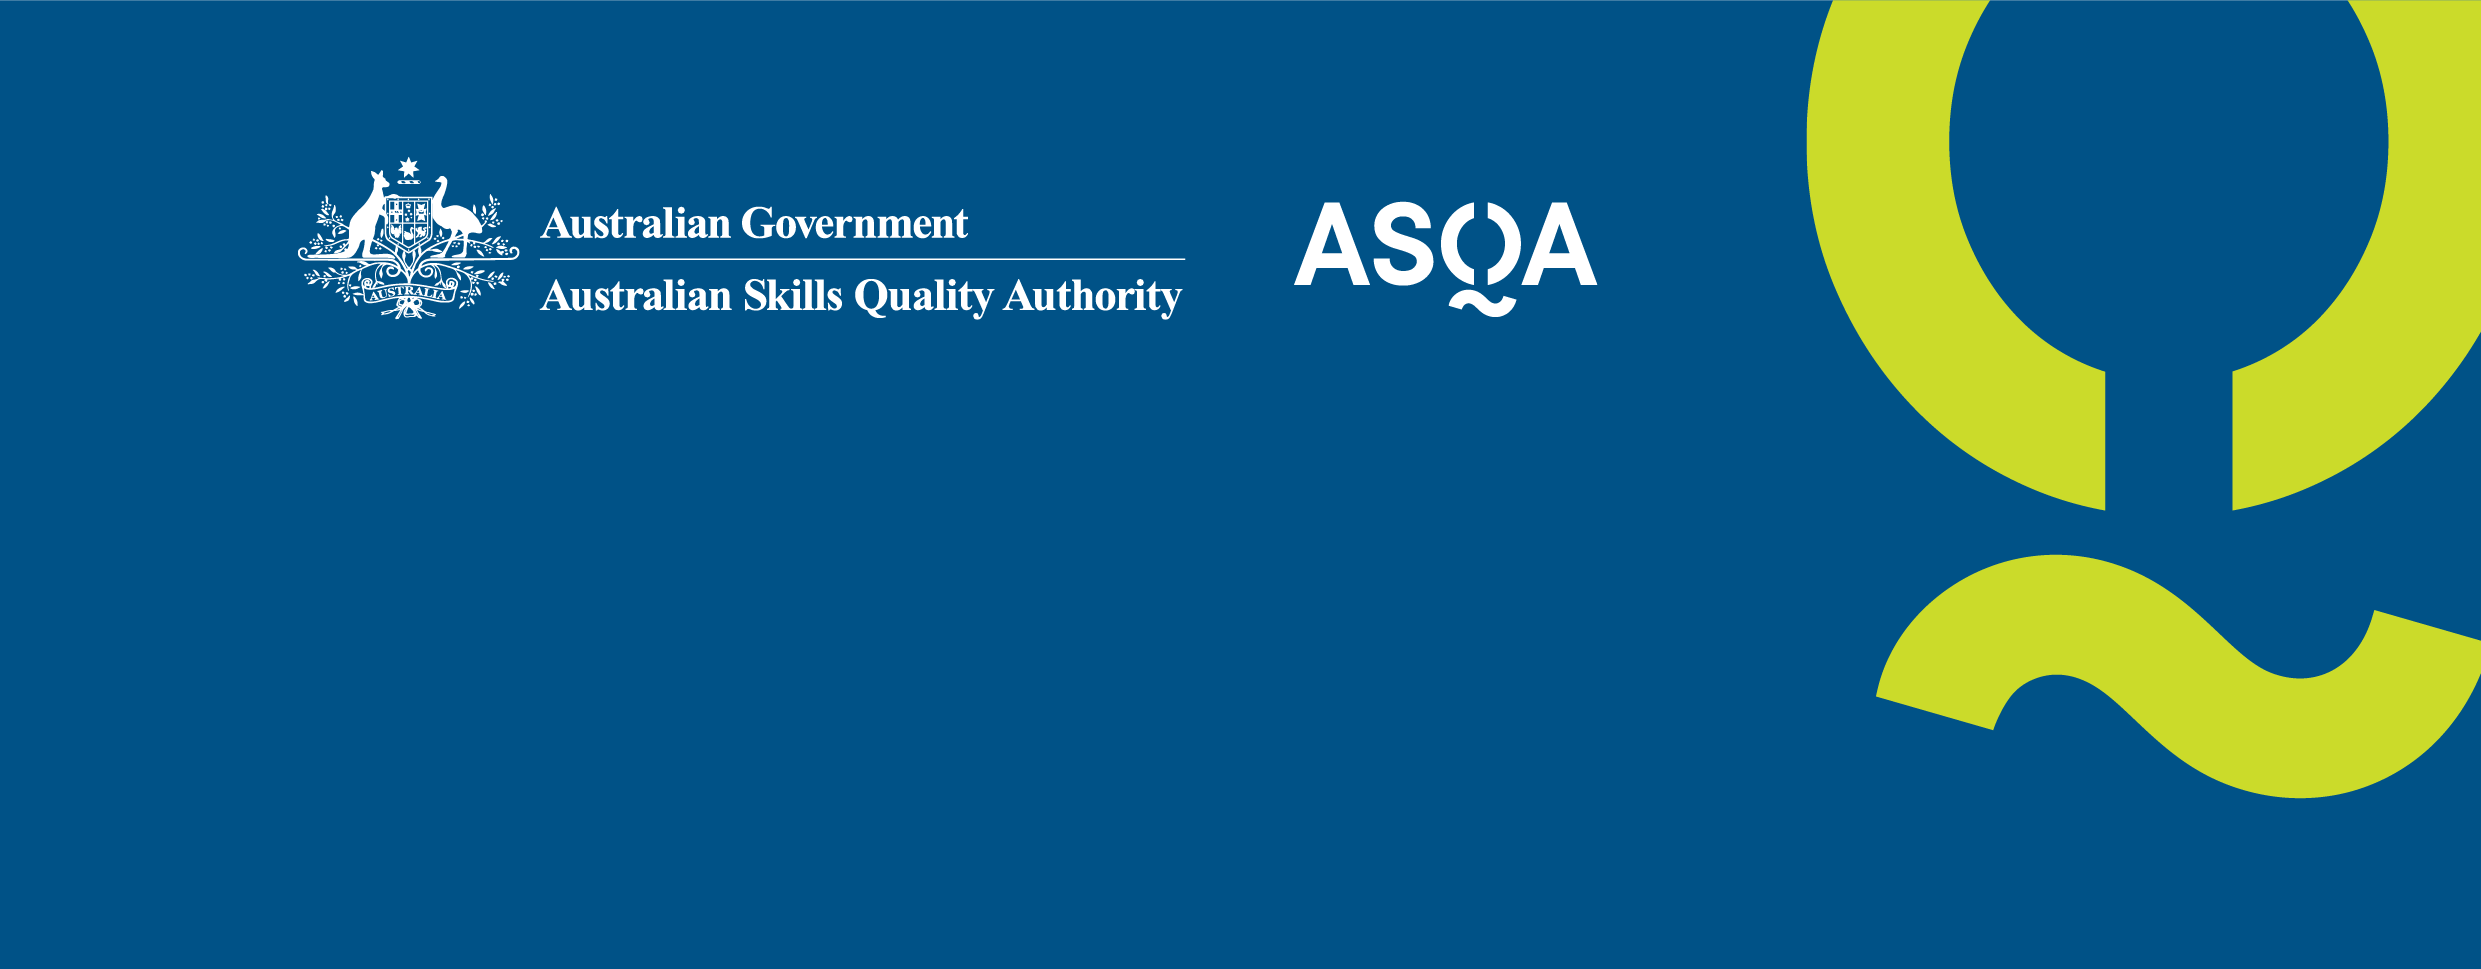 Australian Government
Australian Skills Quality Authority
AUSTRALIA
ASQA